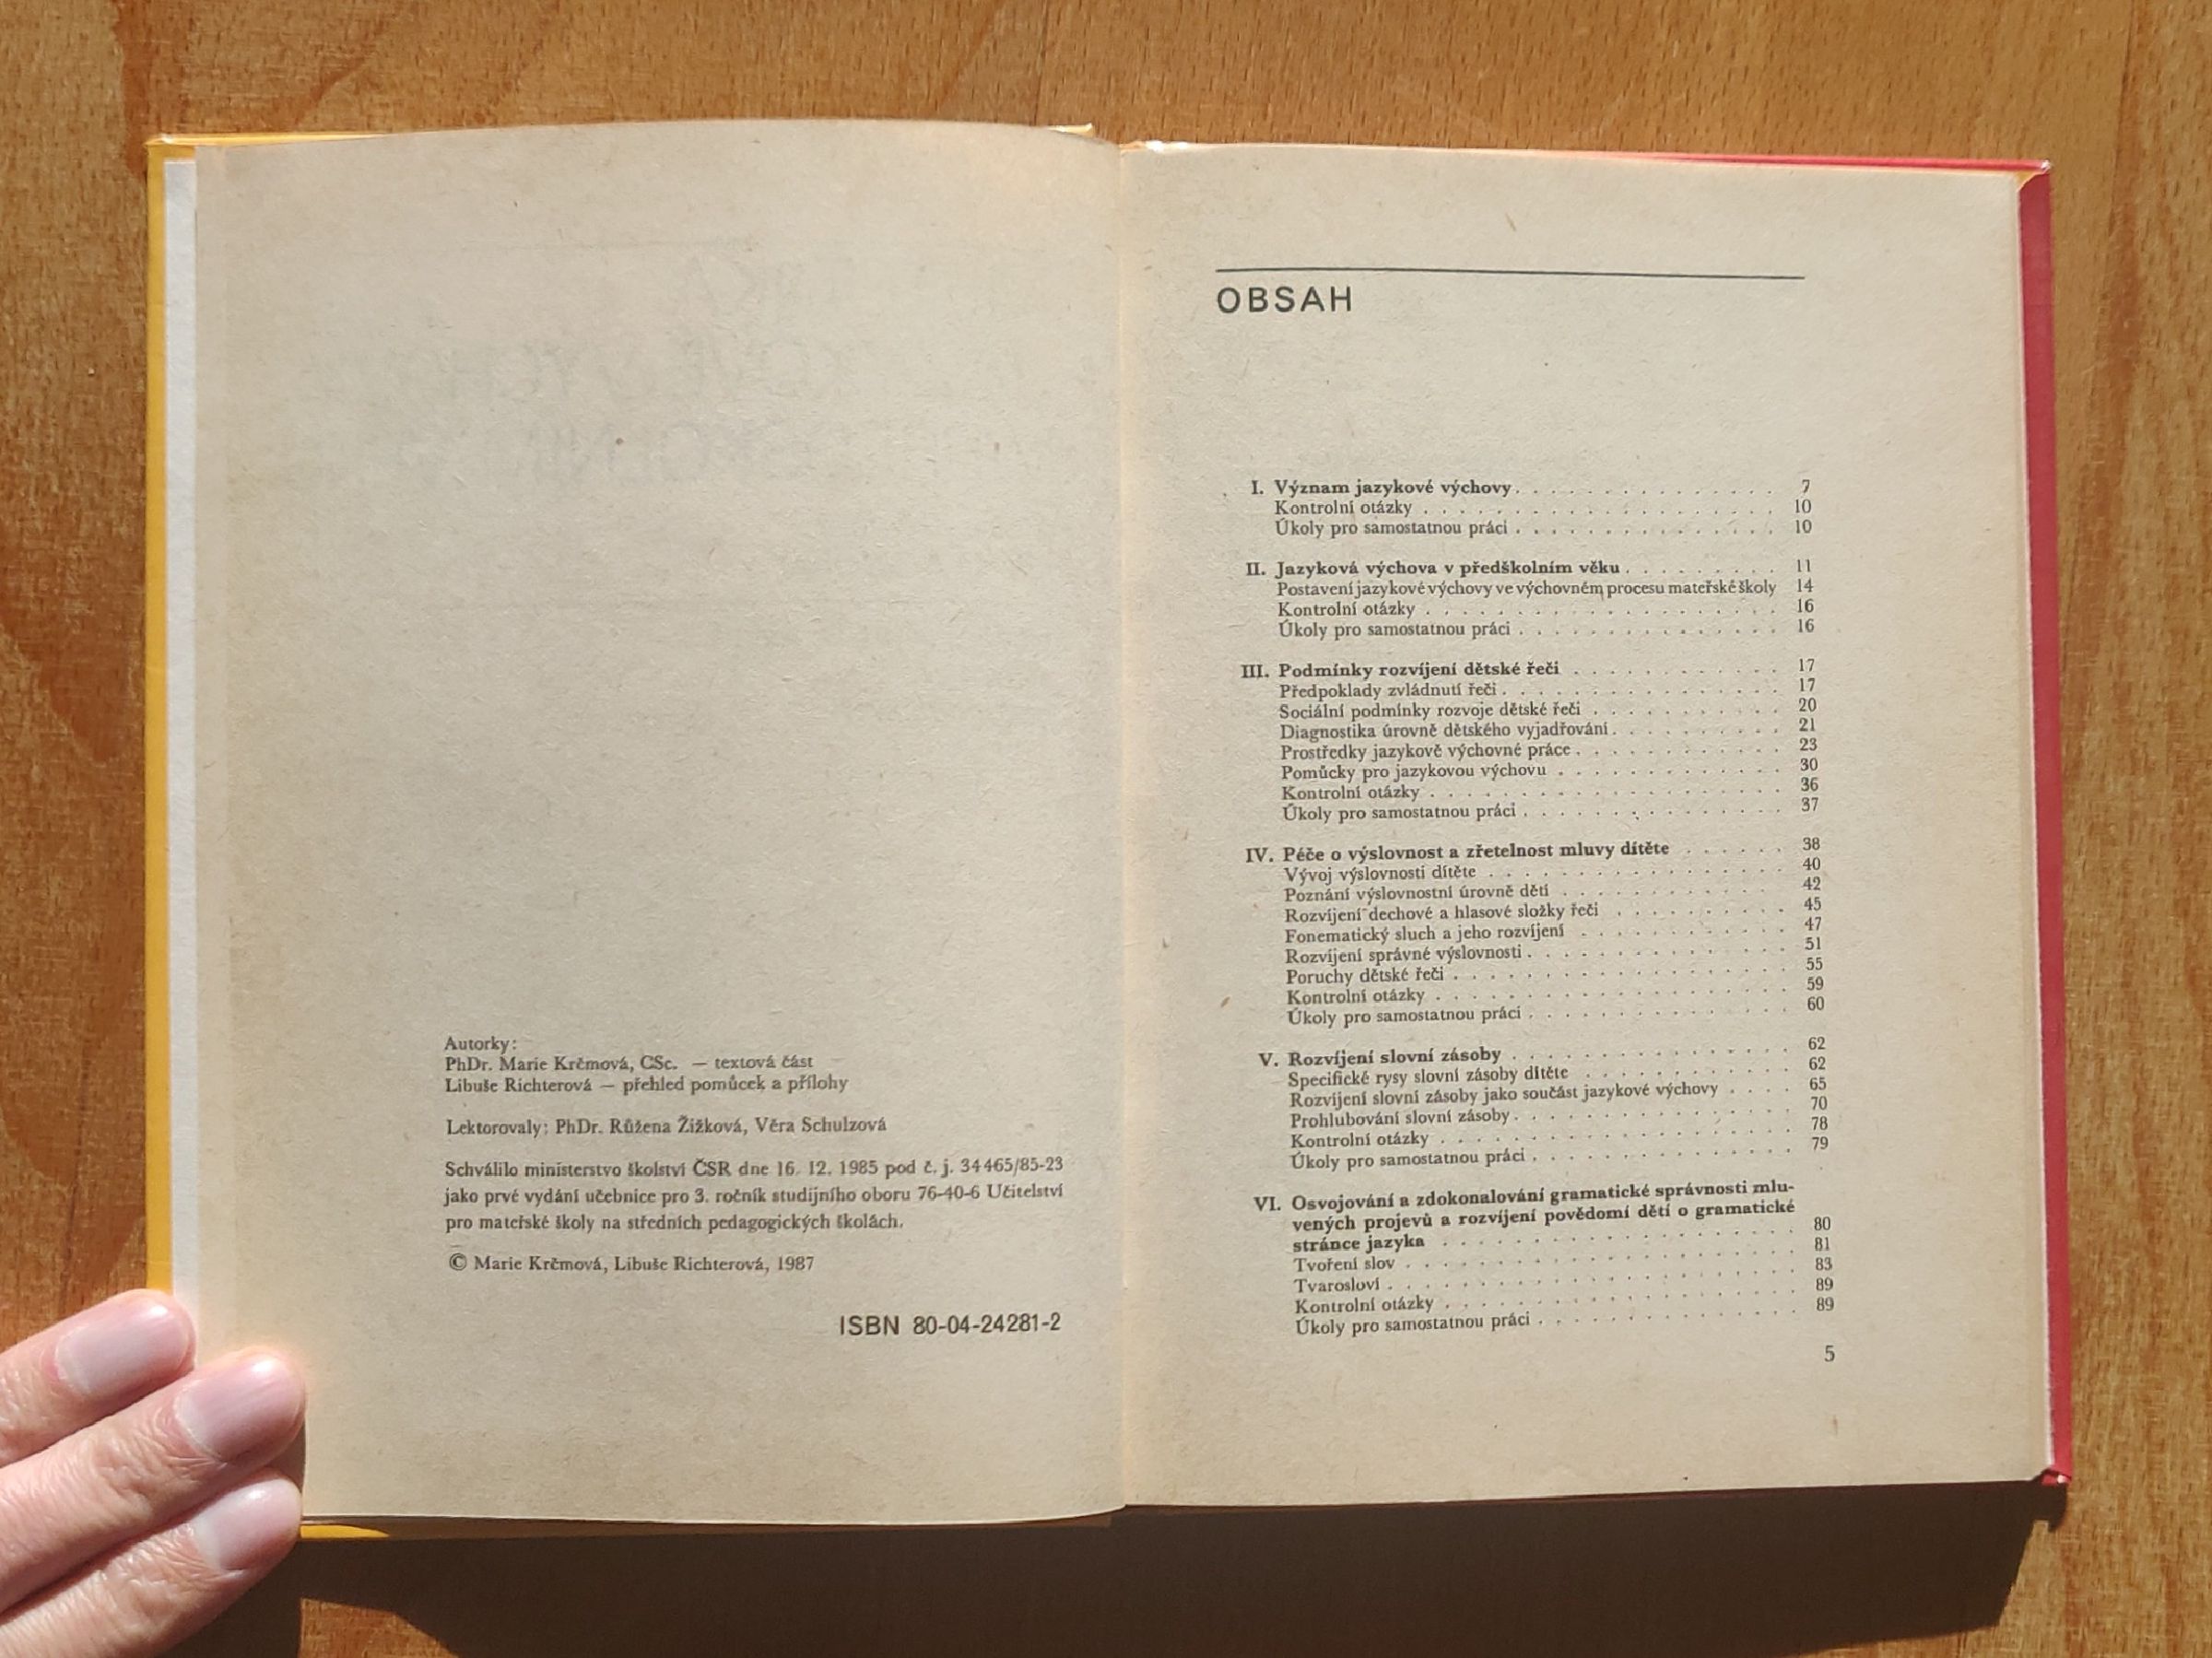 Autorky:
PhDr. Marie Krčmová, CSc. — textová část
Libuše Richterová — přehled pomůcek a přílohy
Lektorovaly: PhDr. Růžena Žižková, Věra Schulzová
Schválilo ministerstvo školství ČSR dne 16. 12. 1985 pod č. j. 34 465/85-23
jako prvé vydání učebnice pro 3. ročník studijního oboru 76-40-6 Učitelství
pro mateřské školy na středních pedagogických školách.
© Marie Krčmová, Libuše Richterová, 1987
ISBN 80-04-24281-2
OBSAH
I. Význam jazykové výchovy . . . . . . . . . . . . . . . 7
Kontrolní otázky . . . . . . . . . . . . . . . . . . . 10
Úkoly pro samostatnou práci . . . . . . . . . . . . . . 10
II. Jazyková výchova v předškolním věku . . . . . . . . . 11
Postavení jazykové výchovy ve výchovném procesu mateřské školy 14
Kontrolní otázky . . . . . . . . . . . . . . . . . . . 16
Úkoly pro samostatnou práci . . . . . . . . . . . . . . 16
III. Podmínky rozvíjení dětské řeči . . . . . . . . . . . 17
Předpoklady zvládnutí řeči . . . . . . . . . . . . . . . 17
Sociální podmínky rozvoje dětské řeči . . . . . . . . . . 20
Diagnostika úrovně dětského vyjadřování . . . . . . . . . 21
Prostředky jazykově výchovné práce . . . . . . . . . . . 23
Pomůcky pro jazykovou výchovu . . . . . . . . . . . . 30
Kontrolní otázky . . . . . . . . . . . . . . . . . . . 36
Úkoly pro samostatnou práci . . . . . . . . . . . . . . 37
IV. Péče o výslovnost a zřetelnost mluvy dítěte . . . . . . 38
Vývoj výslovnosti dítěte . . . . . . . . . . . . . . . . 40
Poznání výslovnostní úrovně dětí . . . . . . . . . . . . 42
Rozvíjení dechové a hlasové složky řeči . . . . . . . . . 45
Fonematický sluch a jeho rozvíjení . . . . . . . . . . . 47
Rozvíjení správné výslovnosti . . . . . . . . . . . . . . 51
Poruchy dětské řeči . . . . . . . . . . . . . . . . . . 55
Kontrolní otázky . . . . . . . . . . . . . . . . . . . 59
Úkoly pro samostatnou práci . . . . . . . . . . . . . . 60
V. Rozvíjení slovní zásoby . . . . . . . . . . . . . . . 62
Specifické rysy slovní zásoby dítěte . . . . . . . . . . . 62
Rozvíjení slovní zásoby jako součást jazykové výchovy . . . . 65
Prohlubování slovní zásoby . . . . . . . . . . . . . . . 70
Kontrolní otázky . . . . . . . . . . . . . . . . . . . 78
Úkoly pro samostatnou práci . . . . . . . . . . . . . . 79
VI. Osvojování a zdokonalování gramatické správnosti mlu-
vených projevů a rozvíjení povědomí dětí o gramatické
stránce jazyka . . . . . . . . . . . . . . . . . . . 80
Tvoření slov . . . . . . . . . . . . . . . . . . . . . 81
Tvarosloví . . . . . . . . . . . . . . . . . . . . . . 83
Kontrolní otázky . . . . . . . . . . . . . . . . . . . 89
Úkoly pro samostatnou práci . . . . . . . . . . . . . . 89
5